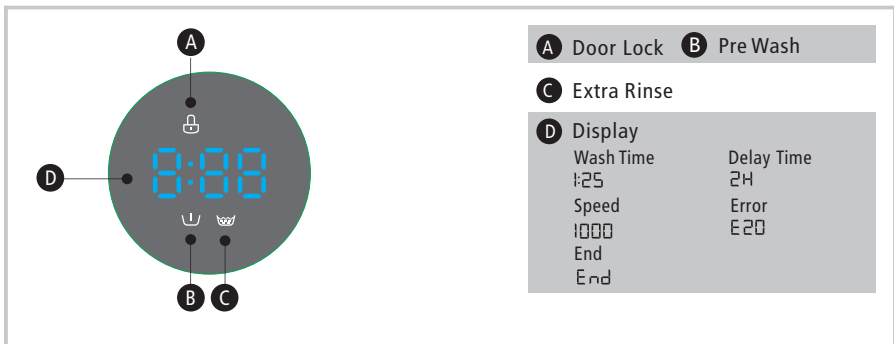 A
8:88
D
B C
A Door Lock B Pre Wash
C Extra Rinse
D Display
Wash Time Delay Time
1:25 2H
Speed Error
1000 E20
End
End